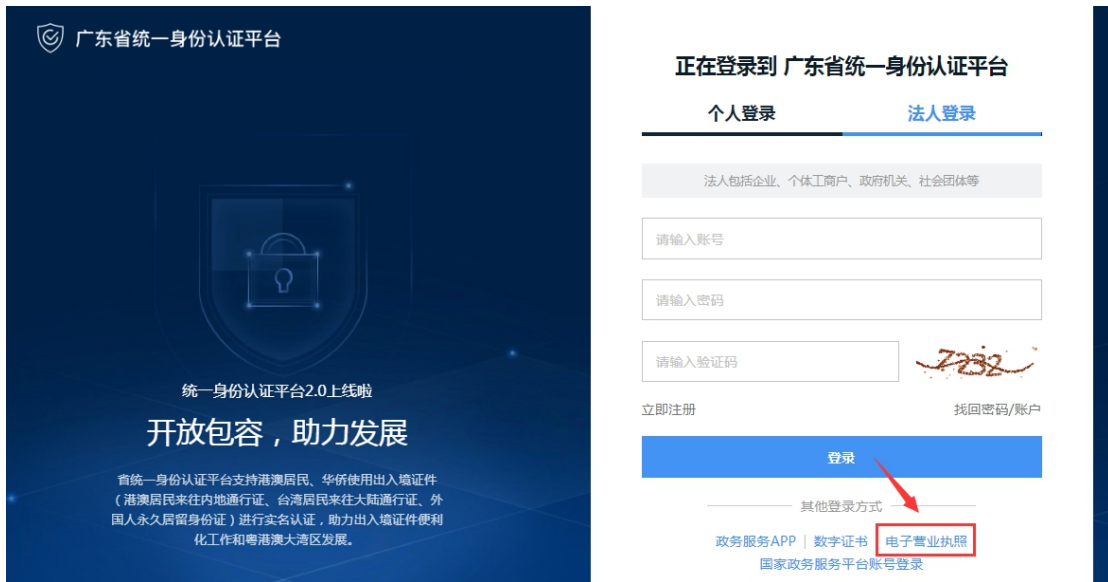 广东省统一身份认证平台
统一身份认证平台2.0上线啦
开放包容，助力发展
省统一身份认证平台支持港澳居民、华侨使用出入境证件
（港澳居民来往内地通行证、台湾居民来往大陆通行证、外
国人永久居留身份证）进行实名认证，助力出入境证件便利
化工作和粤港澳大湾区发展。
正在登录到 广东省统一身份认证平台
个人登录 法人登录
法人包括企业、个体工商户、政府机关、社会团体等
请输入账号
请输入密码
请输入验证码 7232
立即注册 找回密码/账户
登录
其他登录方式
政务服务APP | 数字证书 电子营业执照
国家政务服务平台账号登录